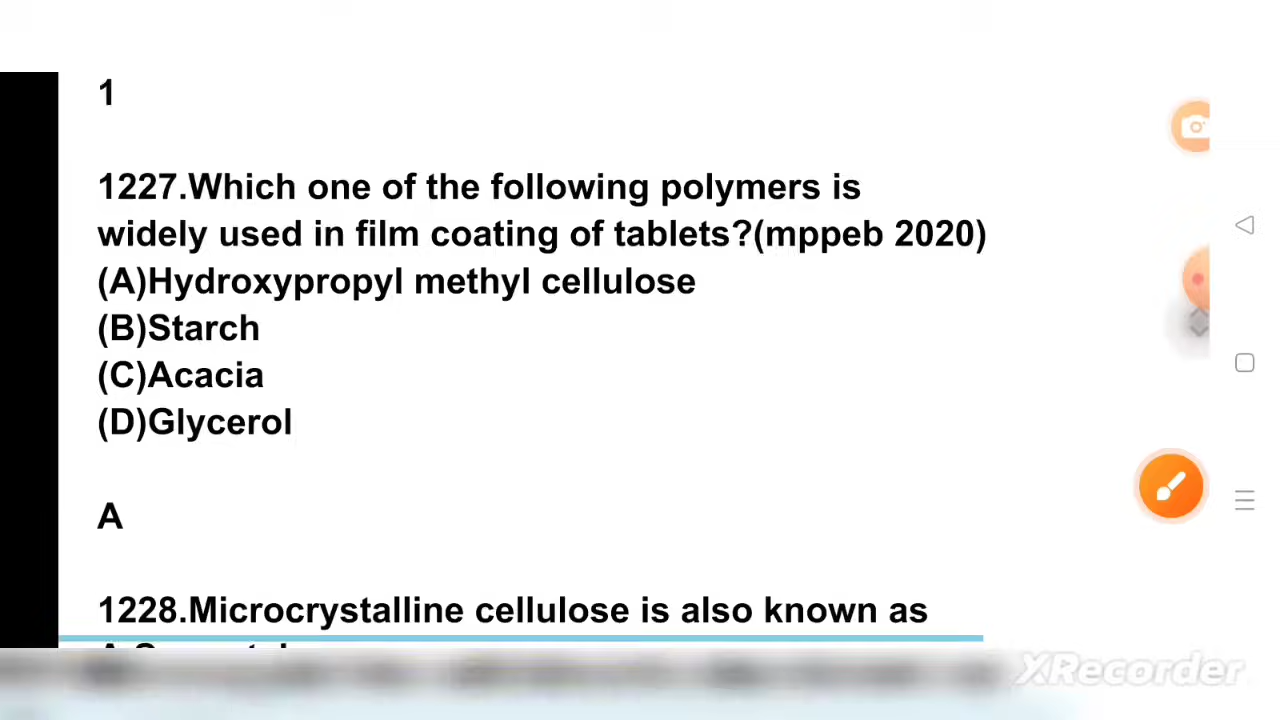 1
1227.Which one of the following polymers is
widely used in film coating of tablets?(mppeb 2020)
(A)Hydroxypropyl methyl cellulose
(B)Starch
(C)Acacia
(D)Glycerol
A
1228.Microcrystalline cellulose is also known as
XRecorder